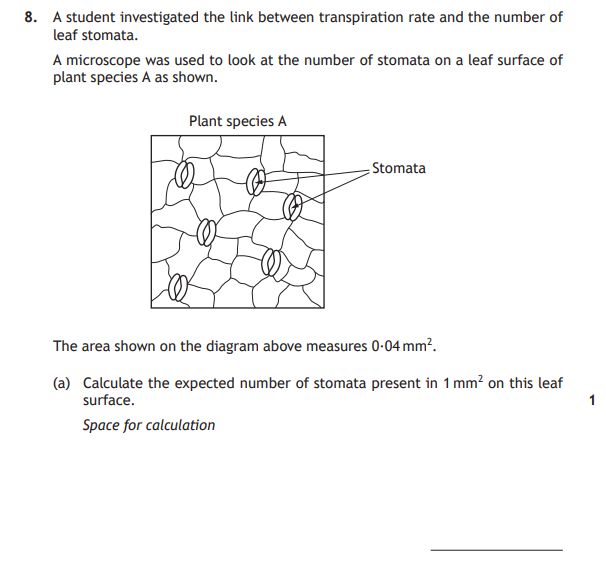 8. A student investigated the link between transpiration rate and the number of
leaf stomata.
A microscope was used to look at the number of stomata on a leaf surface of
plant species A as shown.
Plant species A
Stomata
The area shown on the diagram above measures 0·04 mm².
(a) Calculate the expected number of stomata present in 1 mm² on this leaf
surface.
1
Space for calculation